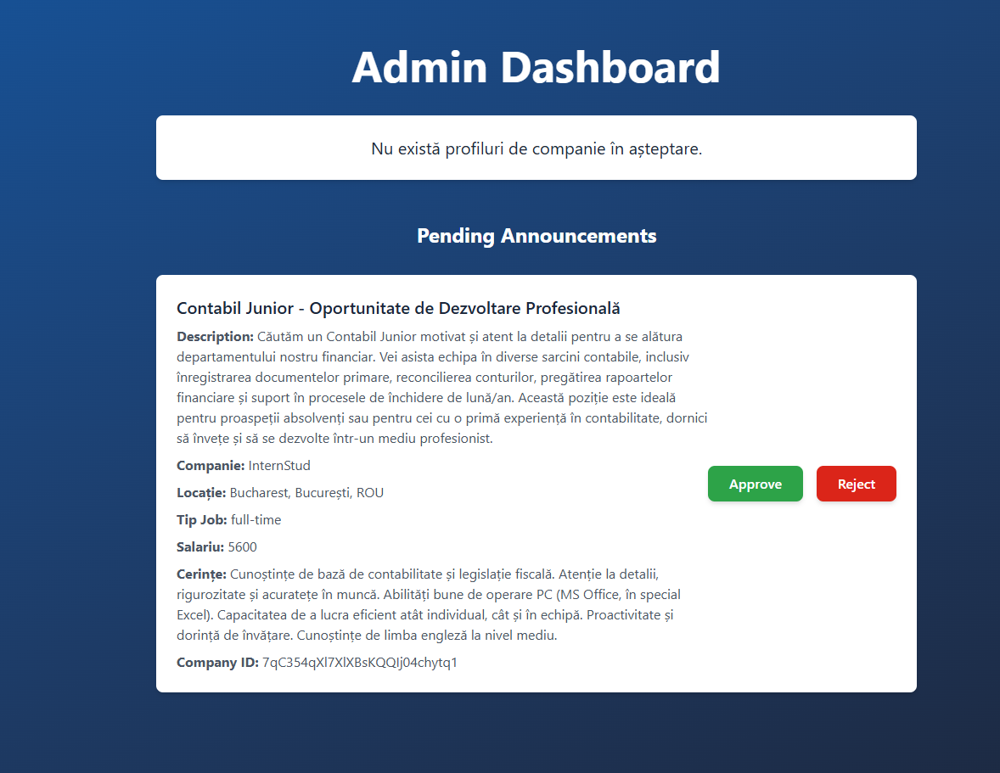 Admin Dashboard
Nu există profiluri de companie în așteptare.
Pending Announcements
Contabil Junior - Oportunitate de Dezvoltare Profesională
Description: Căutăm un Contabil Junior motivat și atent la detalii pentru a se alătura
departamentului nostru financiar. Vei asista echipa în diverse sarcini contabile, inclusiv
înregistrarea documentelor primare, reconcilierea conturilor, pregătirea rapoartelor
financiare și suport în procesele de închidere de lună/an. Această poziție este ideală
pentru proaspeții absolvenți sau pentru cei cu o primă experiență în contabilitate, dornici
să învețe și să se dezvolte într-un mediu profesionist.
Companie: InternStud
Locație: Bucharest, București, ROU
Tip Job: full-time
Salariu: 5600
Cerințe: Cunoștințe de bază de contabilitate și legislație fiscală. Atenție la detalii,
rigurozitate și acuratețe în muncă. Abilități bune de operare PC (MS Office, în special
Excel). Capacitatea de a lucra eficient atât individual, cât și în echipă. Proactivitate și
dorință de învățare. Cunoștințe de limba engleză la nivel mediu.
Company ID: 7qC354qXl7XlXBsKQQIj04chytq1
Approve
Reject